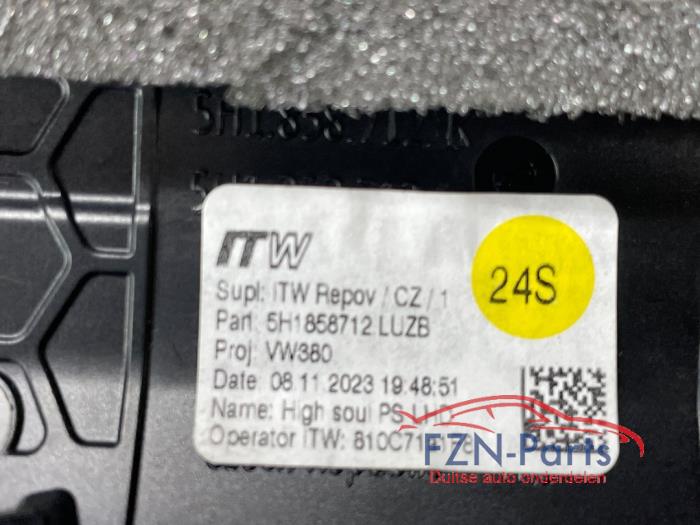 ITW
24S
Supl: ITW Repov / CZ / 1
Part: 5H1858712 LUZB
Proj: VW380
Date: 08.11.2023 19:48:51
Name: High soul PS LHD
Operator ITW:
FZN-Parts
Duitse auto onderdelen